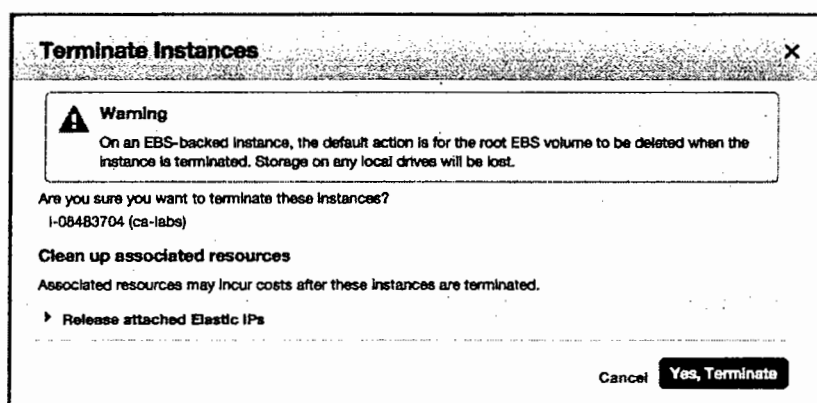 Terminate Instances
Warning
On an EBS-backed instance, the default action is for the root EBS volume to be deleted when the
instance is terminated. Storage on any local drives will be lost.
Are you sure you want to terminate these instances?
i-08483704 (ca-labs)
Clean up associated resources
Associated resources may incur costs after these instances are terminated.
Release attached Elastic IPs
Cancel Yes, Terminate